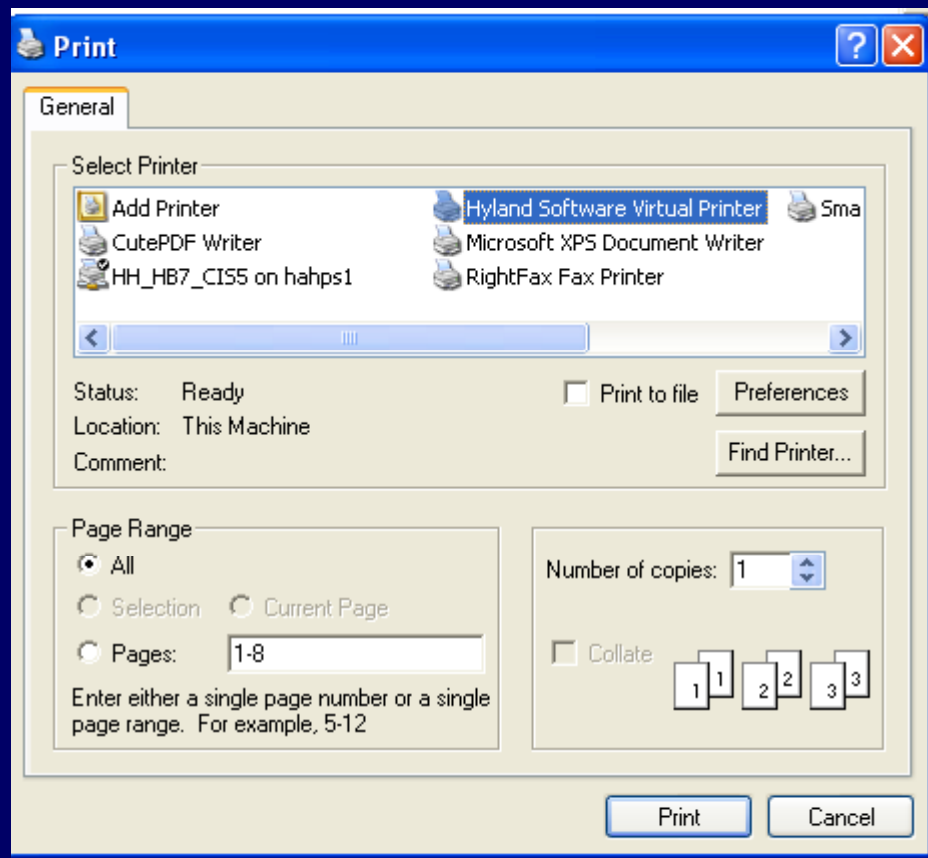 Print
General
Select Printer
Add Printer Hyland Software Virtual Printer Sma
CutePDF Writer Microsoft XPS Document Writer
HH_HB7_CIS5 on hahps1 RightFax Fax Printer
Status: Ready Print to file Preferences
Location: This Machine
Comment: Find Printer...
Page Range
All
Number of copies: 1
Selection Current Page
Pages: 1-8
Collate
1 1 2 2 3 3
Enter either a single page number or a single
page range. For example, 5-12
Print Cancel